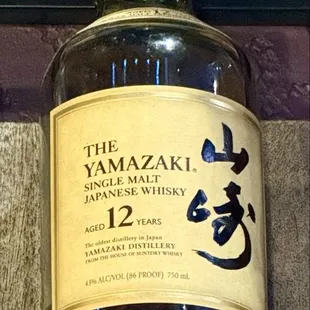 THE
YAMAZAKI®
SINGLE MALT
JAPANESE WHISKY
AGED 12 YEARS
The oldest distillery in Japan
YAMAZAKI DISTILLERY
FROM THE HOUSE OF SUNTORY WHISKY
43% ALC/VOL (86 PROOF) 750 ml
山崎